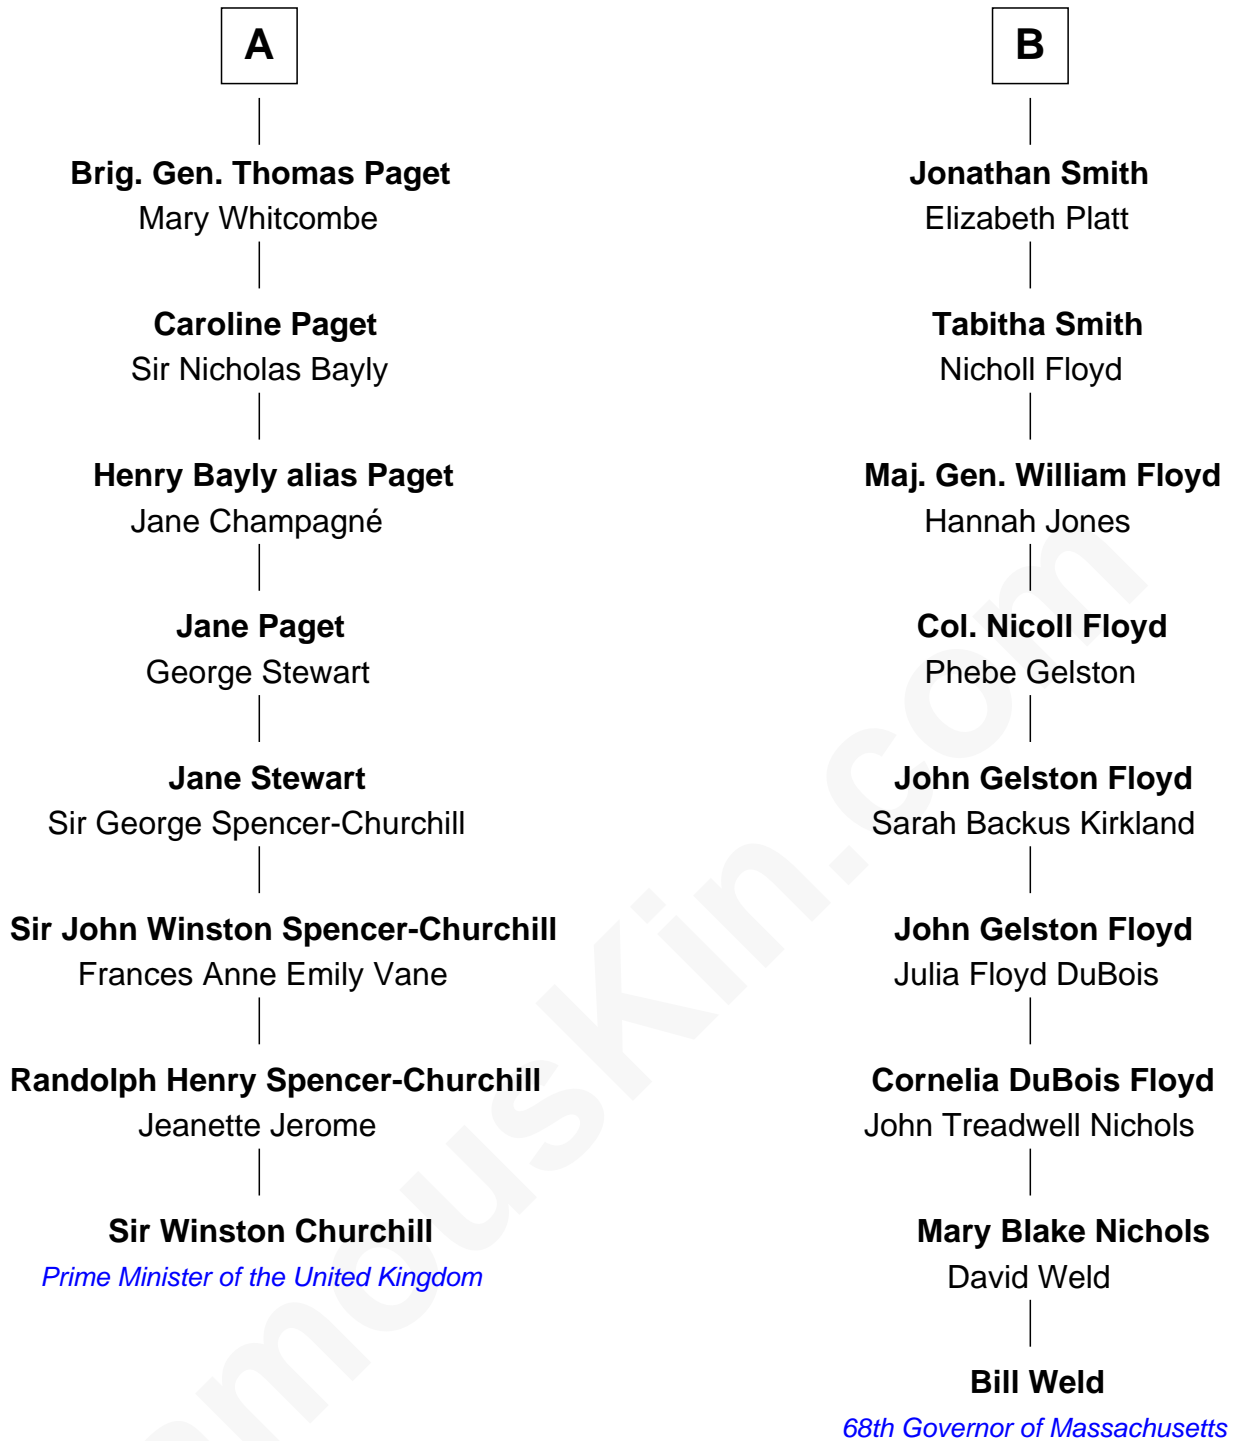 A
Brig. Gen. Thomas Paget
Mary Whitcombe
Caroline Paget
Sir Nicholas Bayly
Henry Bayly alias Paget
Jane Champagné
Jane Paget
George Stewart
Jane Stewart
Sir George Spencer-Churchill
Sir John Winston Spencer-Churchill
Frances Anne Emily Vane
Randolph Henry Spencer-Churchill
Jeanette Jerome
Sir Winston Churchill
Prime Minister of the United Kingdom
B
Jonathan Smith
Elizabeth Platt
Tabitha Smith
Nicholl Floyd
Maj. Gen. William Floyd
Hannah Jones
Col. Nicoll Floyd
Phebe Gelston
John Gelston Floyd
Sarah Backus Kirkland
John Gelston Floyd
Julia Floyd DuBois
Cornelia DuBois Floyd
John Treadwell Nichols
Mary Blake Nichols
David Weld
Bill Weld
68th Governor of Massachusetts
amousKin.com